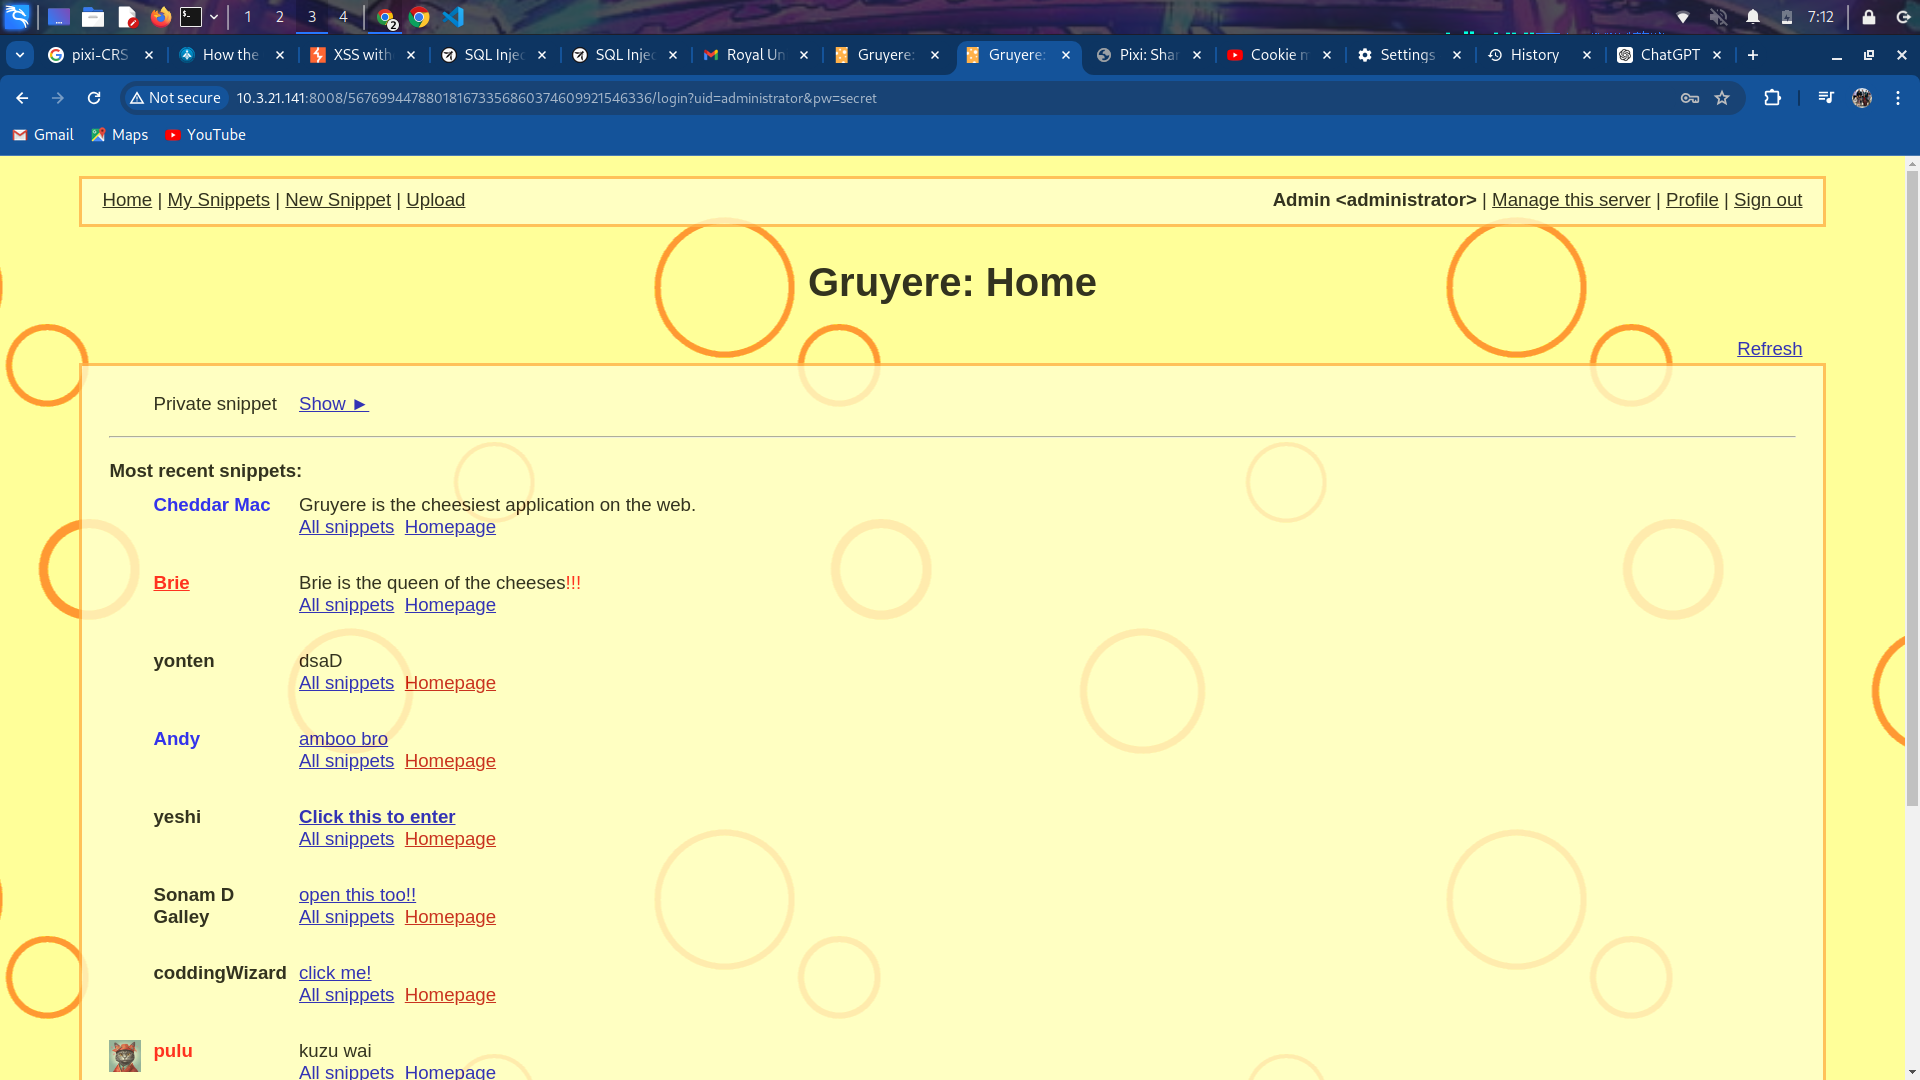 1 2 3 4 2 7:12
pixi-CRS How the XSS with SQL Injec SQL Injec Royal Un Gruyere: Gruyere: Pixi: Shar Cookie m Settings History ChatGPT
Not secure 10.3.21.141:8008/567699447880181673356860374609921546336/login?uid=administrator&pw=secret
Gmail Maps YouTube
Home | My Snippets | New Snippet | Upload Admin <administrator> | Manage this server | Profile | Sign out
Gruyere: Home
Refresh
Private snippet Show ►
Most recent snippets:
Cheddar Mac Gruyere is the cheesiest application on the web.
All snippets Homepage
Brie Brie is the queen of the cheeses!!!
All snippets Homepage
yonten dsaD
All snippets Homepage
Andy amboo bro
All snippets Homepage
yeshi Click this to enter
All snippets Homepage
Sonam D open this too!!
Galley All snippets Homepage
coddingWizard click me!
All snippets Homepage
pulu kuzu wai
All snippets Homepage